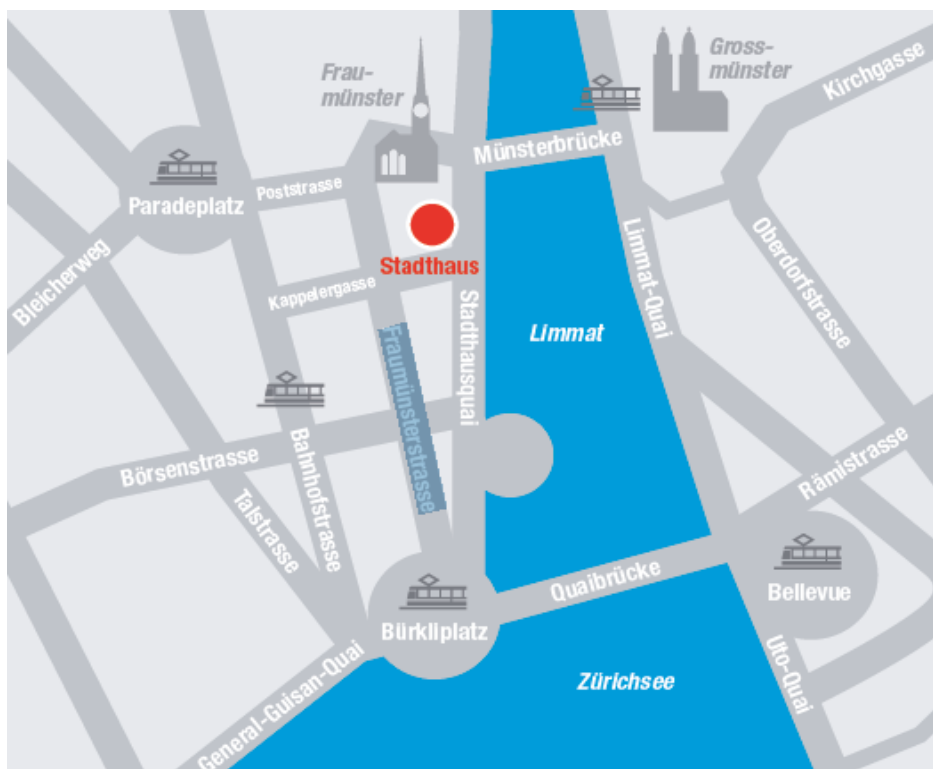 Frau-
münster
Gross-
münster
Kirchgasse
Münsterbrücke
Poststrasse
Paradeplatz
Bleicherweg
Stadthaus
Kappelergasse
Limmat-Quai
Oberdorfstrasse
Stadthausquai
Limmat
Fraumünsterstrasse
Bahnhofstrasse
Börsenstrasse
Talstrasse
Rämistrasse
Quaibrücke
Bellevue
Bürkliplatz
Uto-Quai
General-Guisan-Quai
Zürichsee